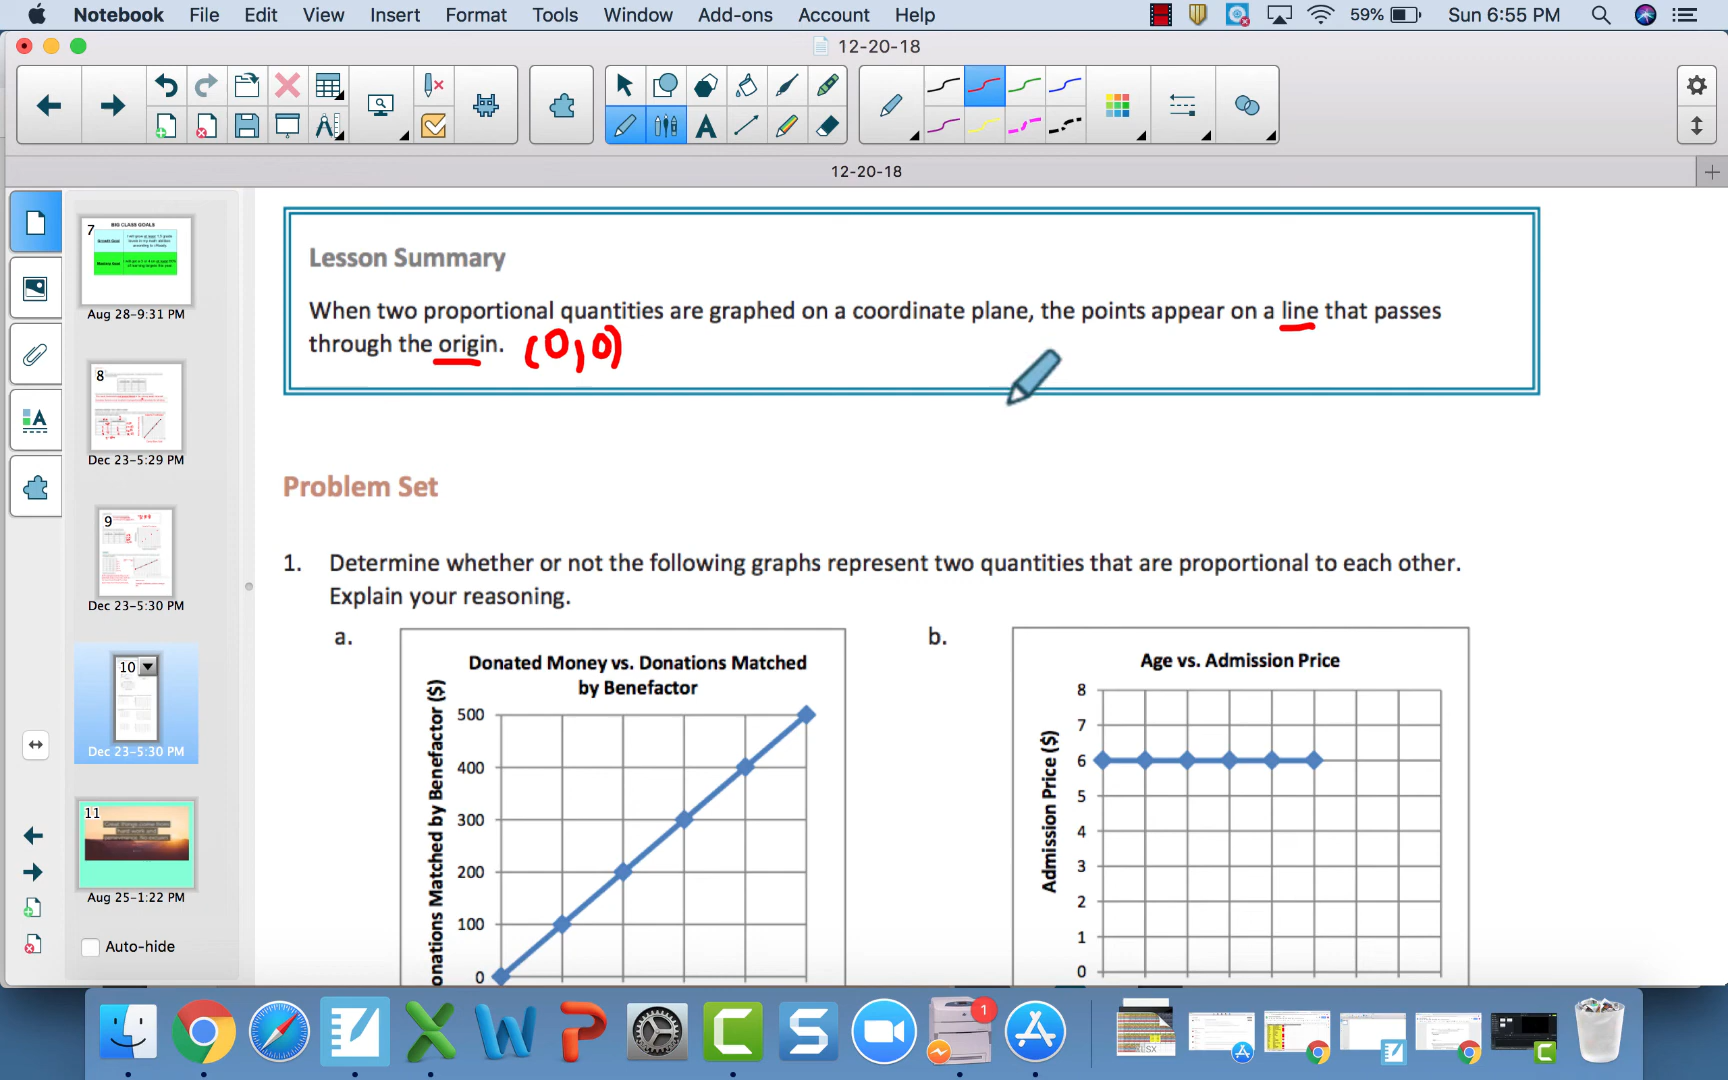 Notebook File Edit View Insert Format Tools Window Add-ons Account Help 59% Sun 6:55 PM
12-20-18
12-20-18
7
BIG CLASS GOALS
Aug 28-9:31 PM
8
Dec 23-5:29 PM
9
Dec 23-5:30 PM
10
Dec 23-5:30 PM
11
Aug 25-1:22 PM
Auto-hide
Lesson Summary
When two proportional quantities are graphed on a coordinate plane, the points appear on a line that passes
through the origin. (0,0)
Problem Set
1. Determine whether or not the following graphs represent two quantities that are proportional to each other.
Explain your reasoning.
a.
Donated Money vs. Donations Matched
by Benefactor
onations Matched by Benefactor ($)
500
400
300
200
100
0
b.
Age vs. Admission Price
Admission Price ($)
8
7
6
5
4
3
2
1
0
1
XLSX